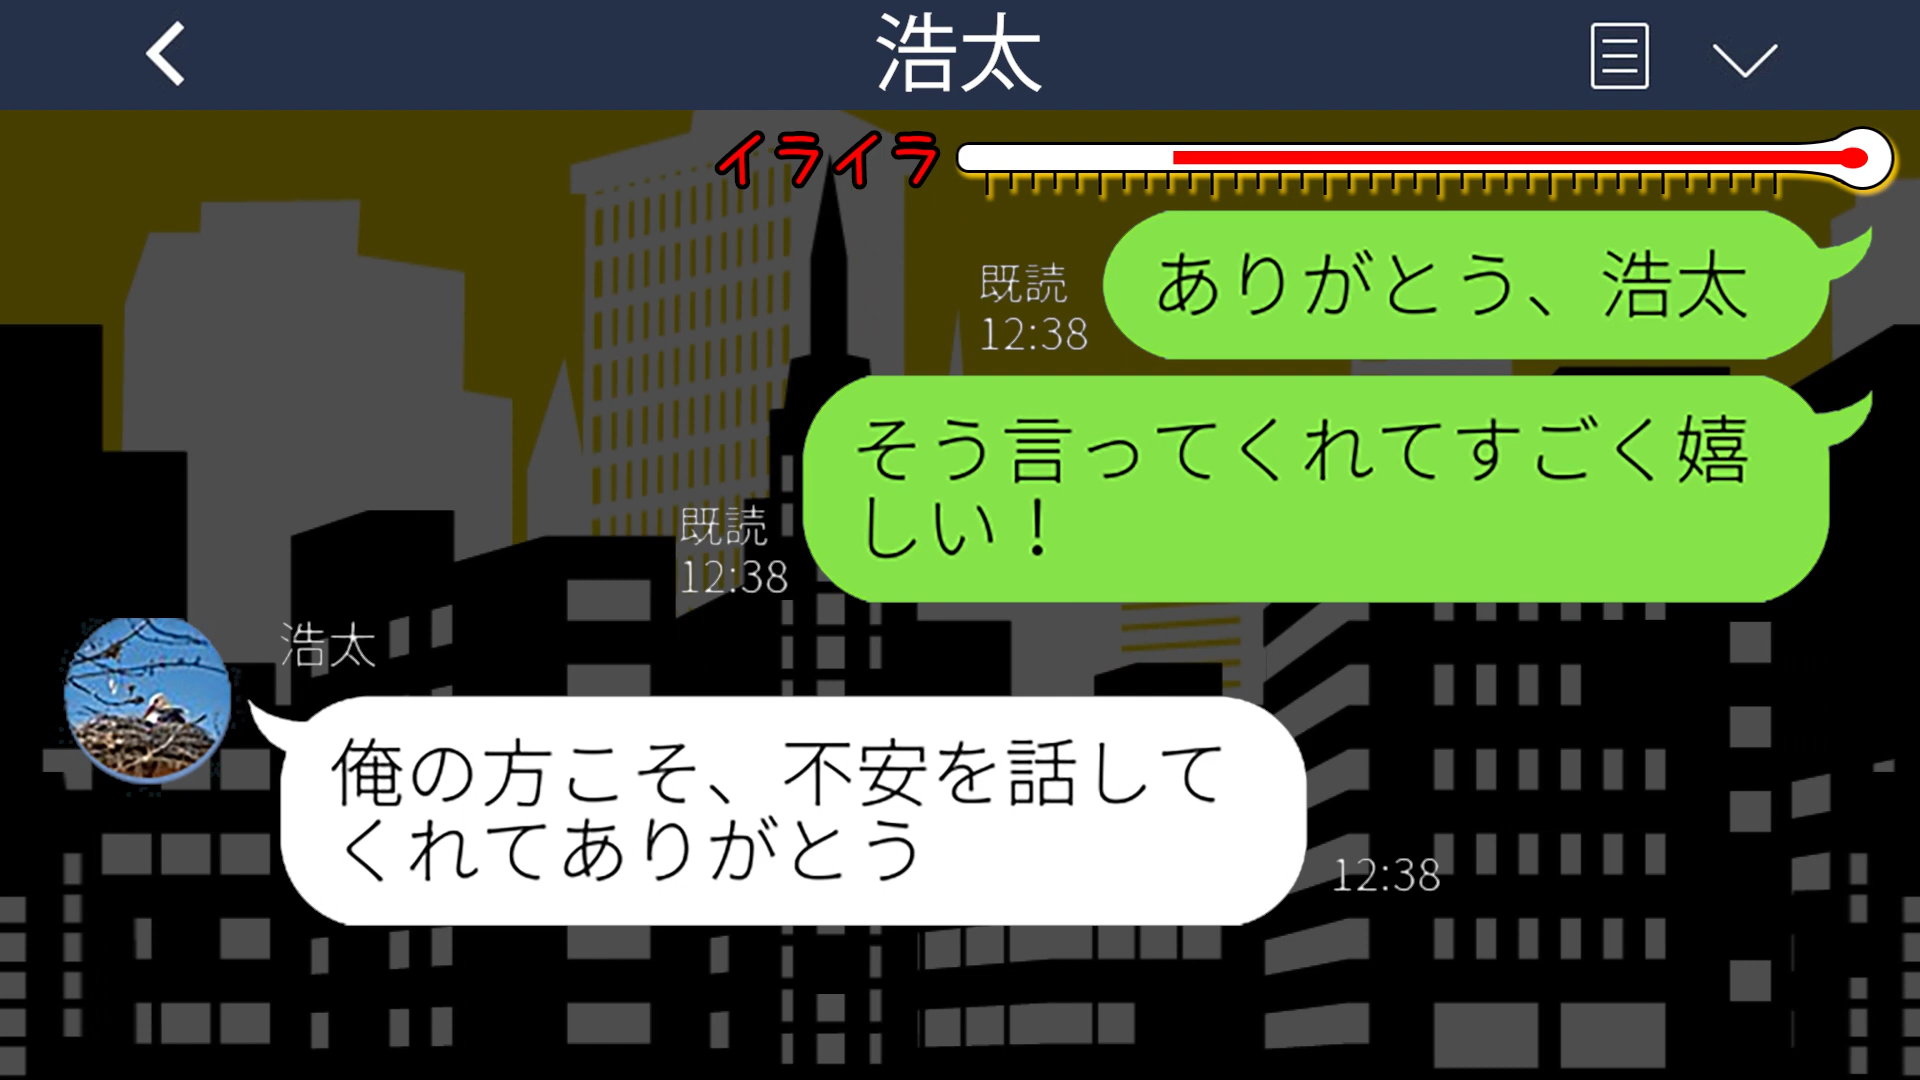 浩太
イライラ
ありがとう、浩太
既読
12:38
そう言ってくれてすごく嬉
しい！
既読
12:38
浩太
俺の方こそ、不安を話して
くれてありがとう
12:38